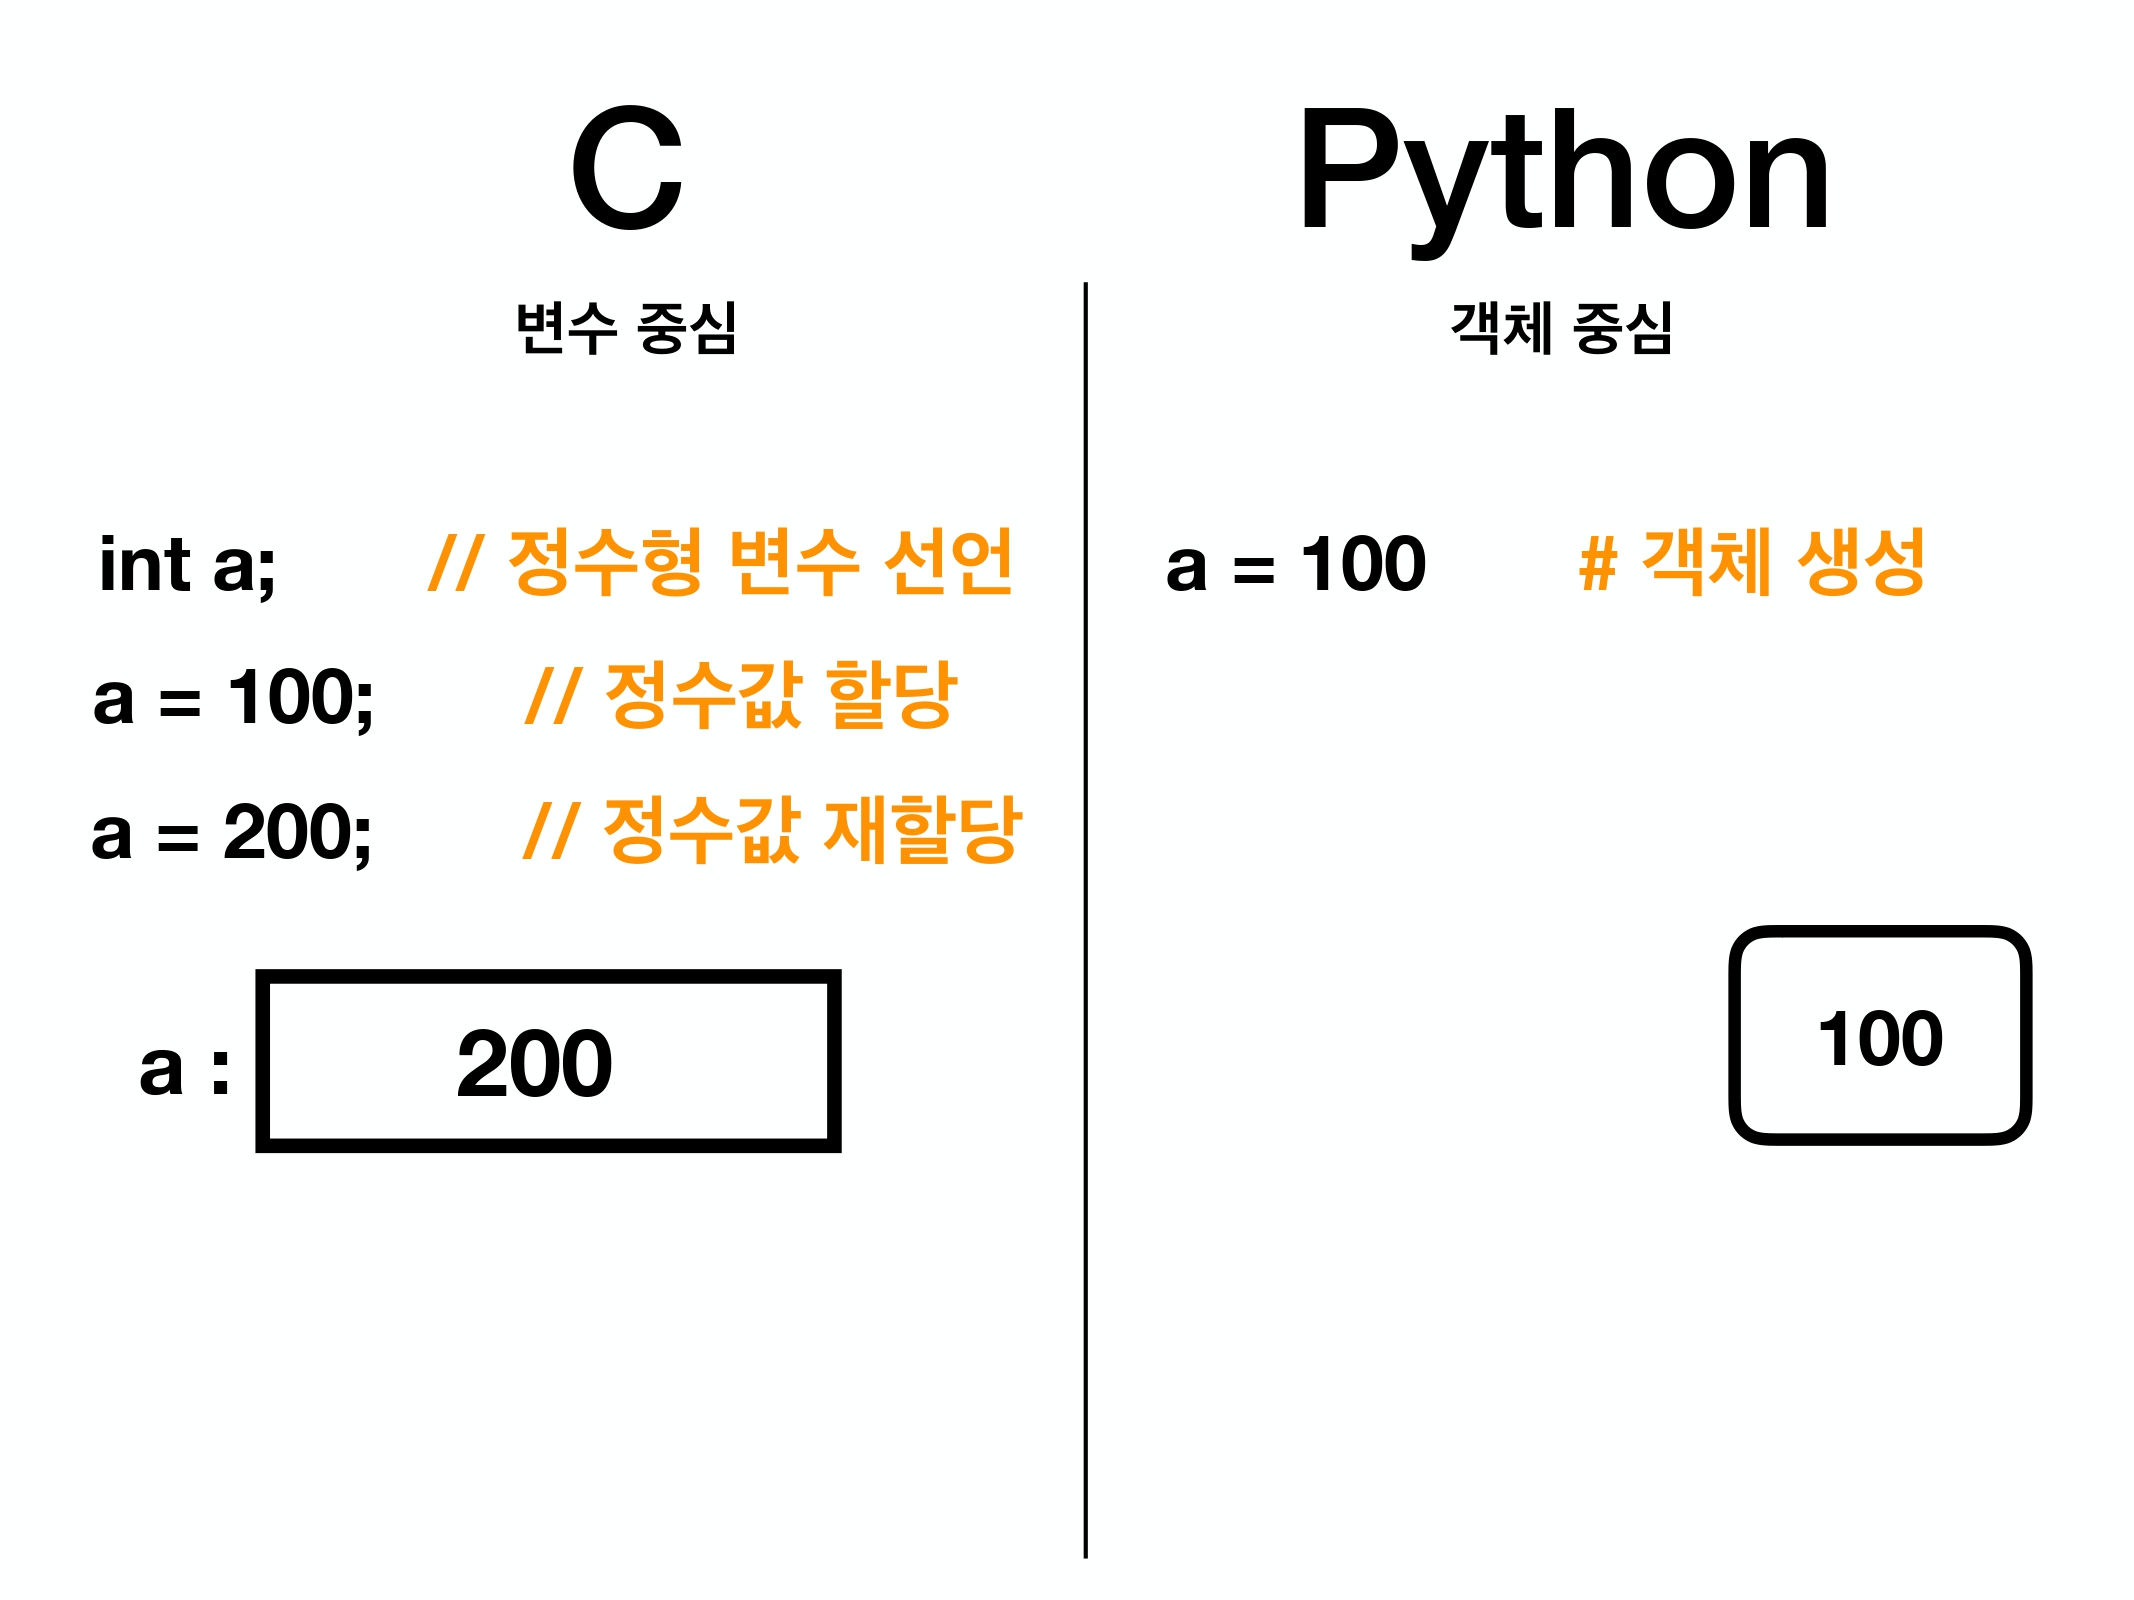 C
변수 중심
int a; // 정수형 변수 선언
a = 100; // 정수값 할당
a = 200; // 정수값 재할당
a : 200
Python
객체 중심
a = 100 # 객체 생성
100